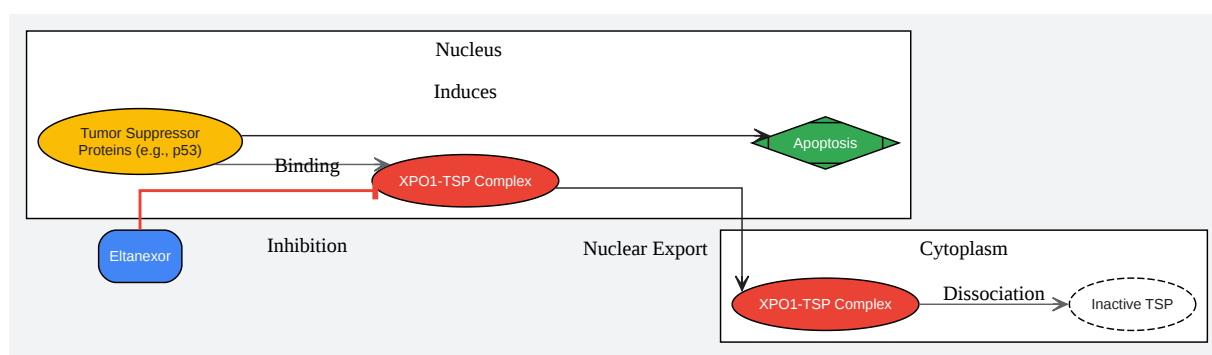 Nucleus
Induces
Tumor Suppressor
Proteins (e.g., p53)
Apoptosis
Binding
XPO1-TSP Complex
Eltanexor
Inhibition
Nuclear Export
Cytoplasm
XPO1-TSP Complex
Dissociation
Inactive TSP